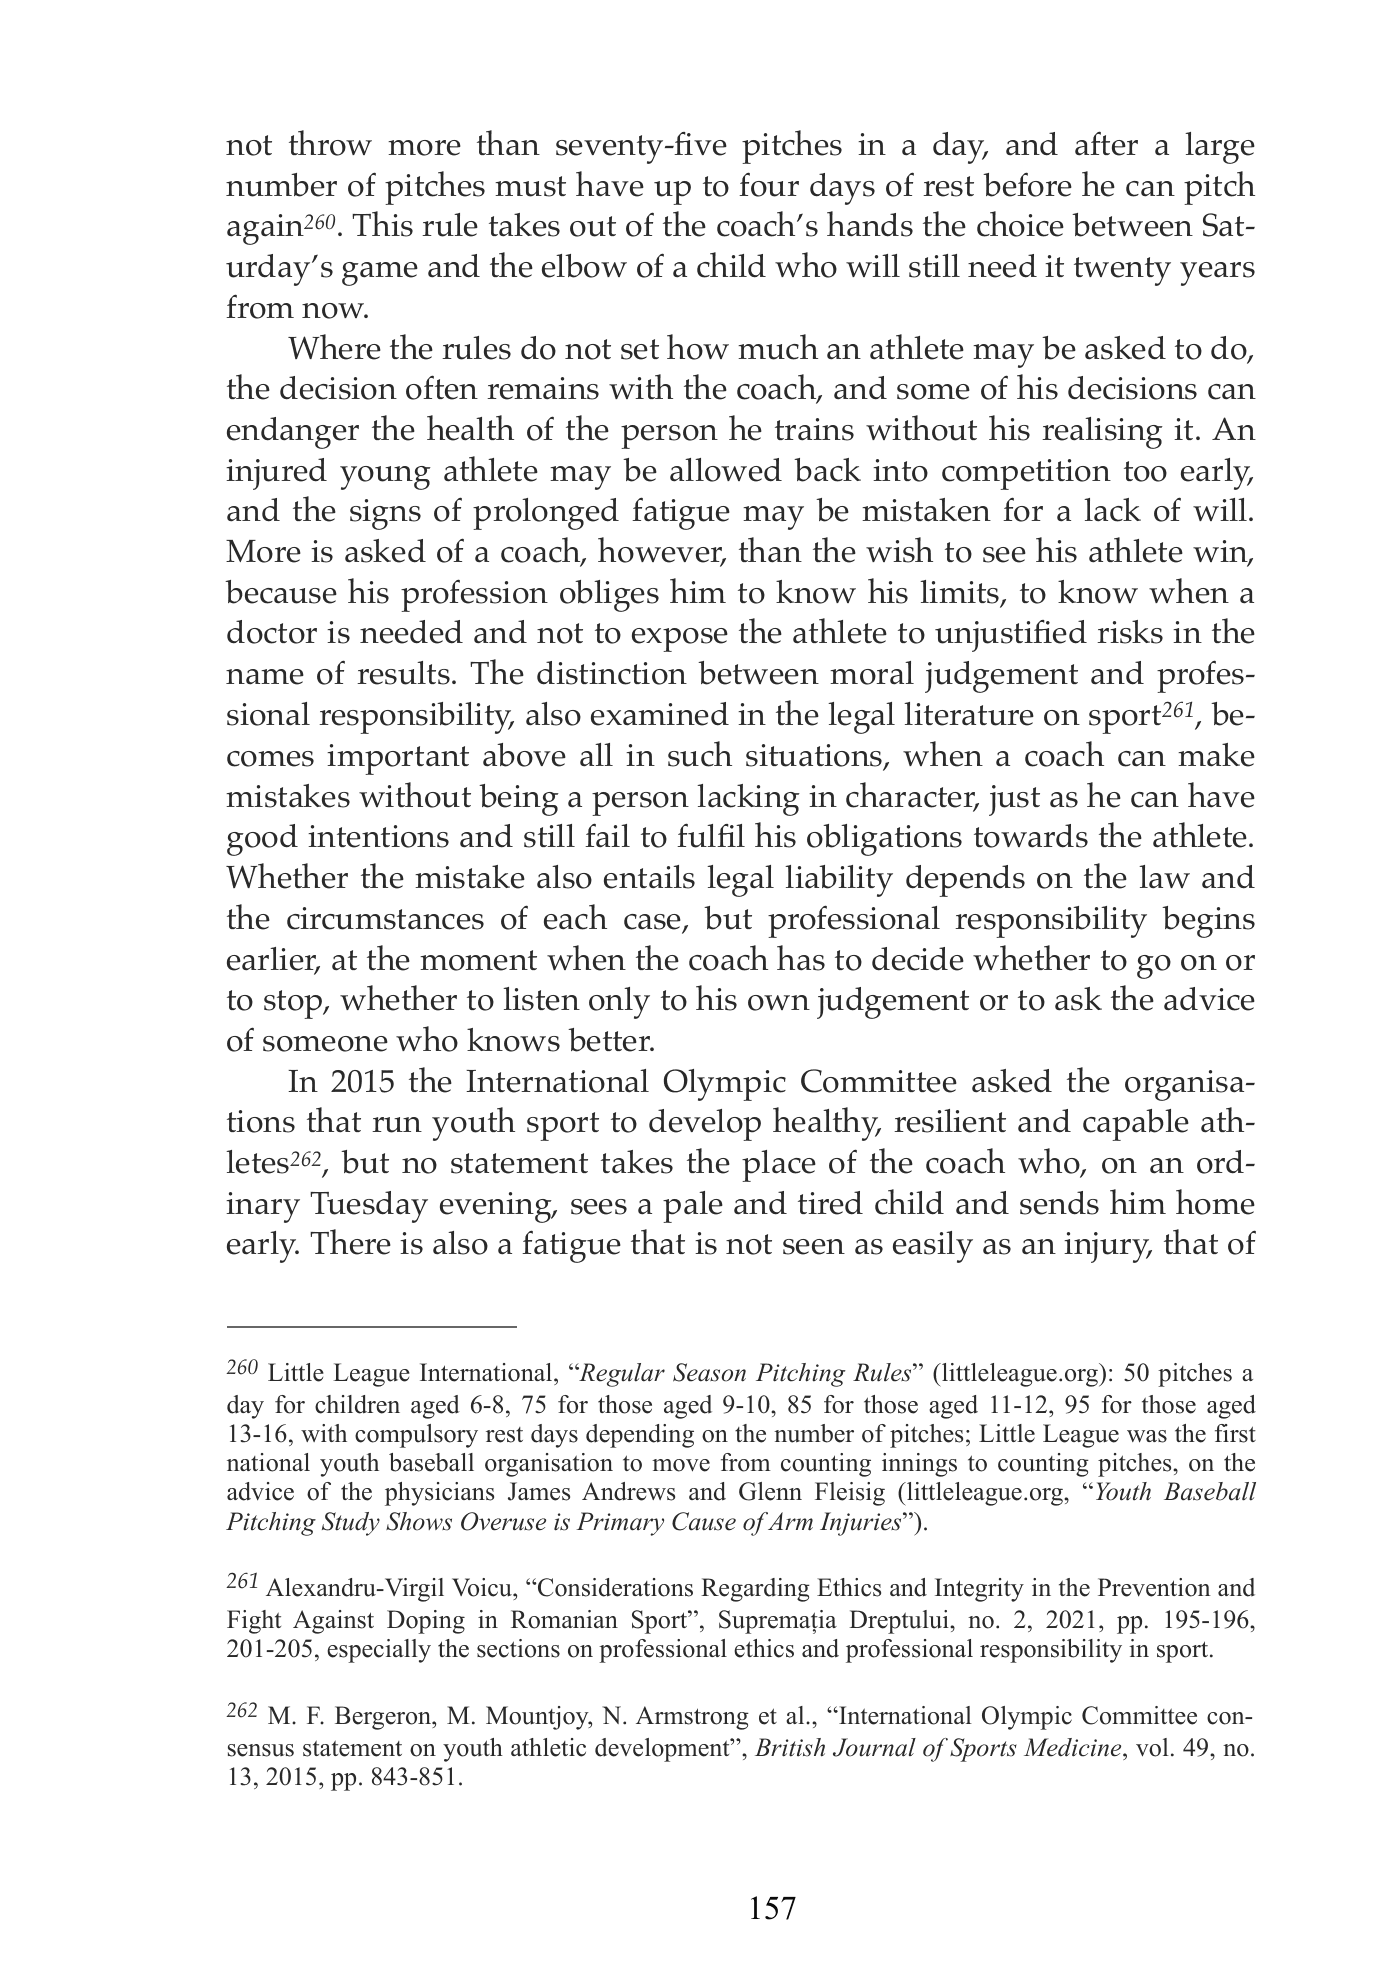 not throw more than seventy-five pitches in a day, and after a large
number of pitches must have up to four days of rest before he can pitch
again260. This rule takes out of the coach’s hands the choice between Sat-
urday’s game and the elbow of a child who will still need it twenty years
from now.
Where the rules do not set how much an athlete may be asked to do,
the decision often remains with the coach, and some of his decisions can
endanger the health of the person he trains without his realising it. An
injured young athlete may be allowed back into competition too early,
and the signs of prolonged fatigue may be mistaken for a lack of will.
More is asked of a coach, however, than the wish to see his athlete win,
because his profession obliges him to know his limits, to know when a
doctor is needed and not to expose the athlete to unjustified risks in the
name of results. The distinction between moral judgement and profes-
sional responsibility, also examined in the legal literature on sport261, be-
comes important above all in such situations, when a coach can make
mistakes without being a person lacking in character, just as he can have
good intentions and still fail to fulfil his obligations towards the athlete.
Whether the mistake also entails legal liability depends on the law and
the circumstances of each case, but professional responsibility begins
earlier, at the moment when the coach has to decide whether to go on or
to stop, whether to listen only to his own judgement or to ask the advice
of someone who knows better.
In 2015 the International Olympic Committee asked the organisa-
tions that run youth sport to develop healthy, resilient and capable ath-
letes262, but no statement takes the place of the coach who, on an ord-
inary Tuesday evening, sees a pale and tired child and sends him home
early. There is also a fatigue that is not seen as easily as an injury, that of
260 Little League International, “Regular Season Pitching Rules” (littleleague.org): 50 pitches a
day for children aged 6-8, 75 for those aged 9-10, 85 for those aged 11-12, 95 for those aged
13-16, with compulsory rest days depending on the number of pitches; Little League was the first
national youth baseball organisation to move from counting innings to counting pitches, on the
advice of the physicians James Andrews and Glenn Fleisig (littleleague.org, “Youth Baseball
Pitching Study Shows Overuse is Primary Cause of Arm Injuries”).
261 Alexandru-Virgil Voicu, “Considerations Regarding Ethics and Integrity in the Prevention and
Fight Against Doping in Romanian Sport”, Supremația Dreptului, no. 2, 2021, pp. 195-196,
201-205, especially the sections on professional ethics and professional responsibility in sport.
262 M. F. Bergeron, M. Mountjoy, N. Armstrong et al., “International Olympic Committee con-
sensus statement on youth athletic development”, British Journal of Sports Medicine, vol. 49, no.
13, 2015, pp. 843-851.
157